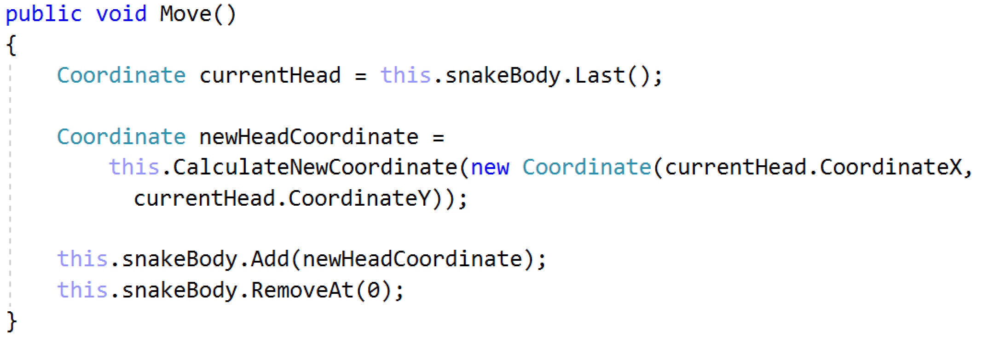 public void Move()
{
Coordinate currentHead = this.snakeBody.Last();
Coordinate newHeadCoordinate =
this.CalculateNewCoordinate(new Coordinate(currentHead.CoordinateX,
currentHead.CoordinateY));
this.snakeBody.Add(newHeadCoordinate);
this.snakeBody.RemoveAt(0);
}